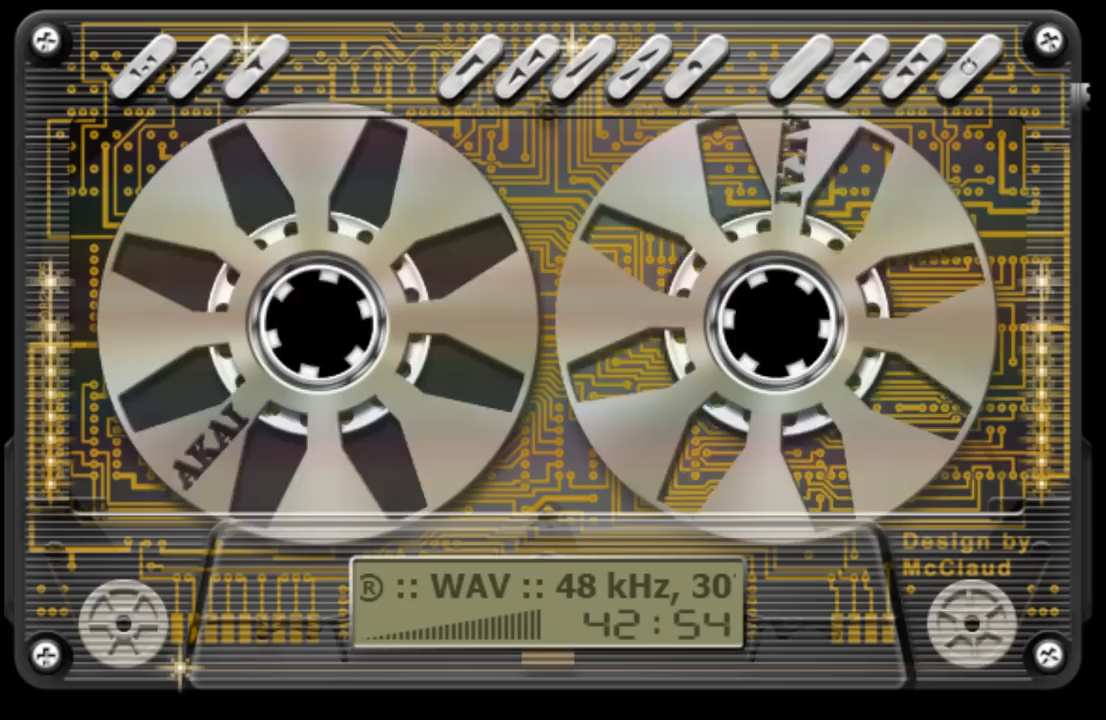 AKAI
AKAI
Design by
McClaud
® :: WAV :: 48 kHz, 30
42:54